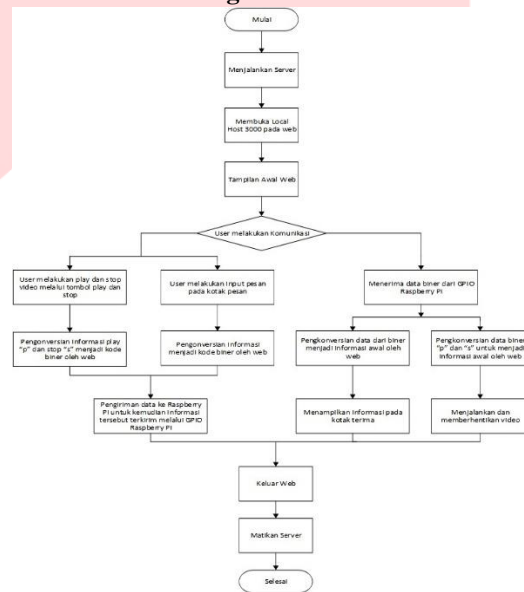 Mulai
Menjalankan Server
Membuka Local
Host 3000 pada web
Tampilan Awal Web
User melakukan Komunikasi
User melakukan play dan stop
video melalui tombol play dan
stop
User melakukan input pesan
pada kotak pesan
Menerima data biner dari GPIO
Raspberry Pi
Pengonversian informasi play
"p" dan stop "s" menjadi kode
biner oleh web
Pengonversian informasi
menjadi kode biner oleh web
Pengkonversian data dari biner
menjadi informasi awal oleh
web
Pengkonversian data biner
"p" dan "s" untuk menjadi
informasi awal oleh web
Pengiriman data ke Raspberry
Pi untuk kemudian informasi
tersebut terkirim melalui GPIO
Raspberry Pi
Menampilkan informasi pada
kotak terima
Menjalankan dan
memberhentikan video
Keluar Web
Matikan Server
Selesai